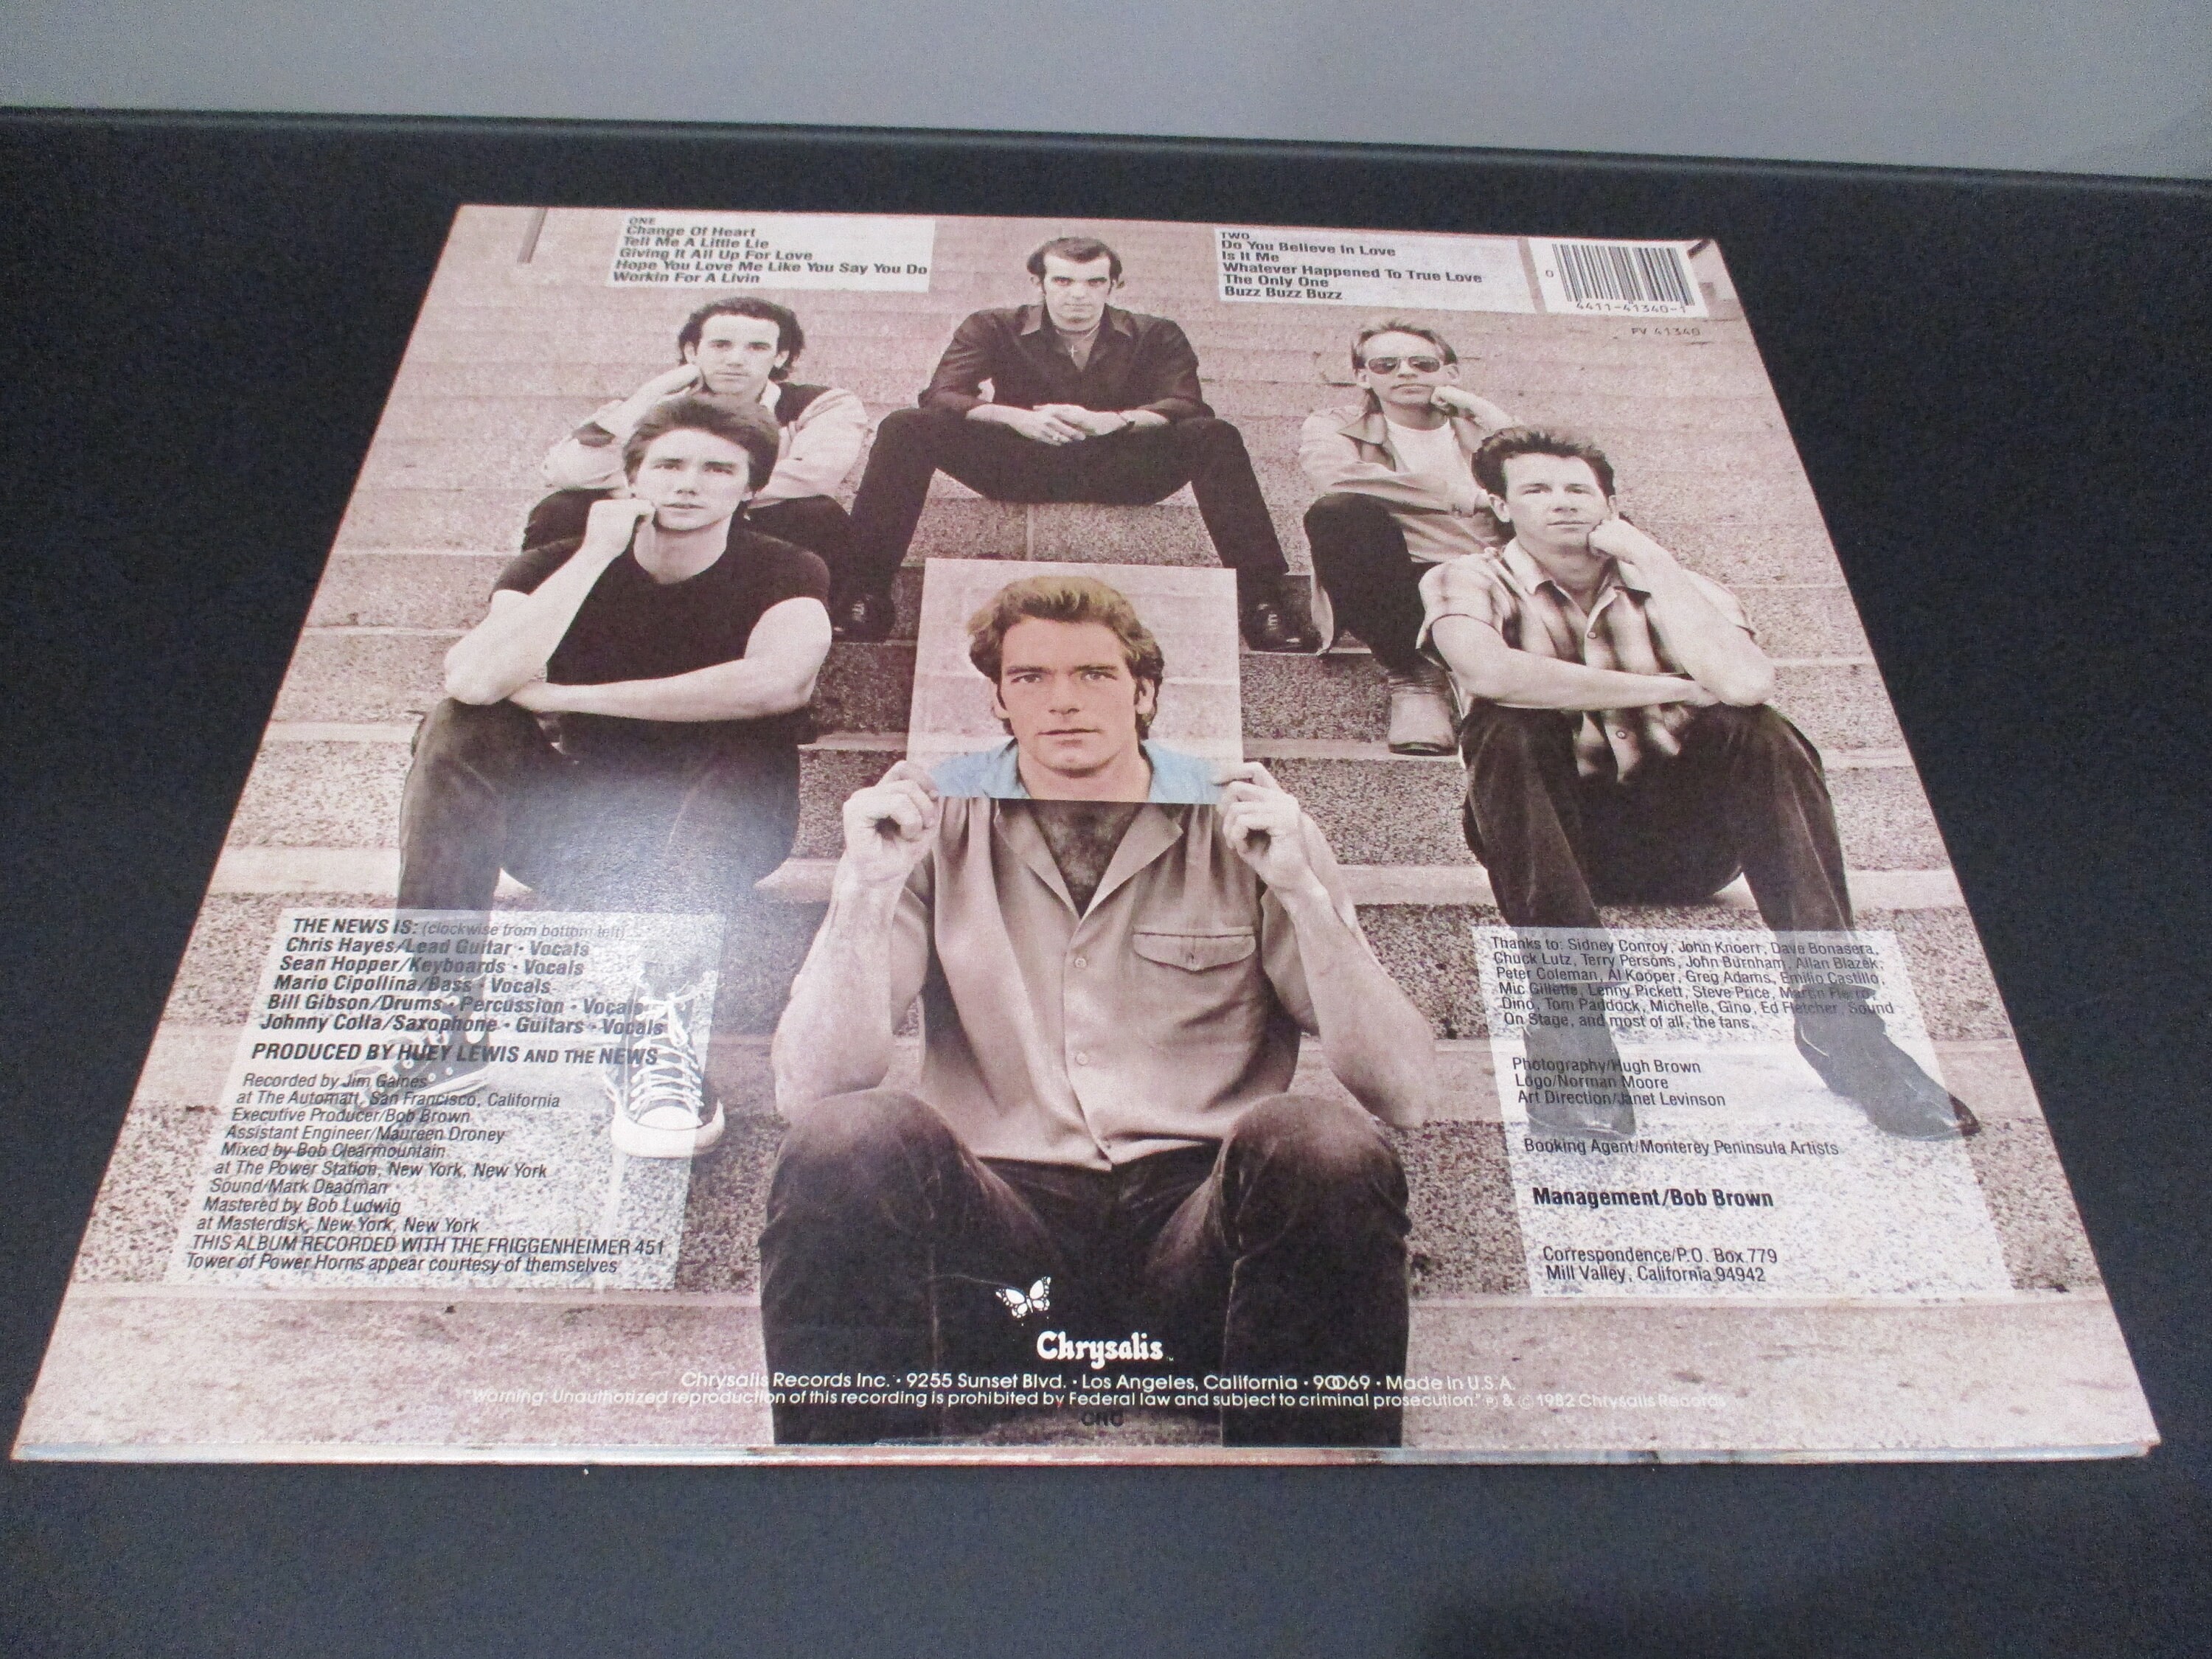 ONE
Change Of Heart
Tell Me A Little Lie
Giving It All Up For Love
Hope You Love Me Like You Say You Do
Workin For A Livin
TWO
Do You Believe In Love
Is It Me
Whatever Happened To True Love
The Only One
Buzz Buzz Buzz
0
4411-41340-1
FV 41340
THE NEWS IS: (clockwise from bottom left)
Chris Hayes/Lead Guitar • Vocals
Sean Hopper/Keyboards • Vocals
Mario Cipollina/Bass • Vocals
Bill Gibson/Drums • Percussion • Vocals
Johnny Colla/Saxophone • Guitars • Vocals
PRODUCED BY HUEY LEWIS AND THE NEWS
Recorded by Jim Gaines
at The Automatt, San Francisco, California
Executive Producer/Bob Brown
Assistant Engineer/Maureen Droney
Mixed by Bob Clearmountain
at The Power Station, New York, New York
Sound/Mark Deadman
Mastered by Bob Ludwig
at Masterdisk, New York, New York
THIS ALBUM RECORDED WITH THE FRIGGENHEIMER 451
Tower of Power Horns appear courtesy of themselves
Thanks to: Sidney Conroy, John Knoerr, Dave Bonasera,
Chuck Lutz, Terry Persons, John Burnham, Allan Blazek,
Peter Coleman, Al Kooper, Greg Adams, Emilio Castillo,
Mic Gillette, Lenny Pickett, Steve Price, Martin Fierro,
Dino, Tom Paddock, Michelle, Gino, Ed Fletcher, Sound
On Stage, and most of all, the fans.
Photography/Hugh Brown
Logo/Norman Moore
Art Direction/Janet Levinson
Booking Agent/Monterey Peninsula Artists
Management/Bob Brown
Correspondence/P.O. Box 779
Mill Valley, California 94942
Chrysalis
Chrysalis Records Inc. • 9255 Sunset Blvd. • Los Angeles, California • 90069 • Made in U.S.A.
"Warning: Unauthorized reproduction of this recording is prohibited by Federal law and subject to criminal prosecution." ℗ & © 1982 Chrysalis Records